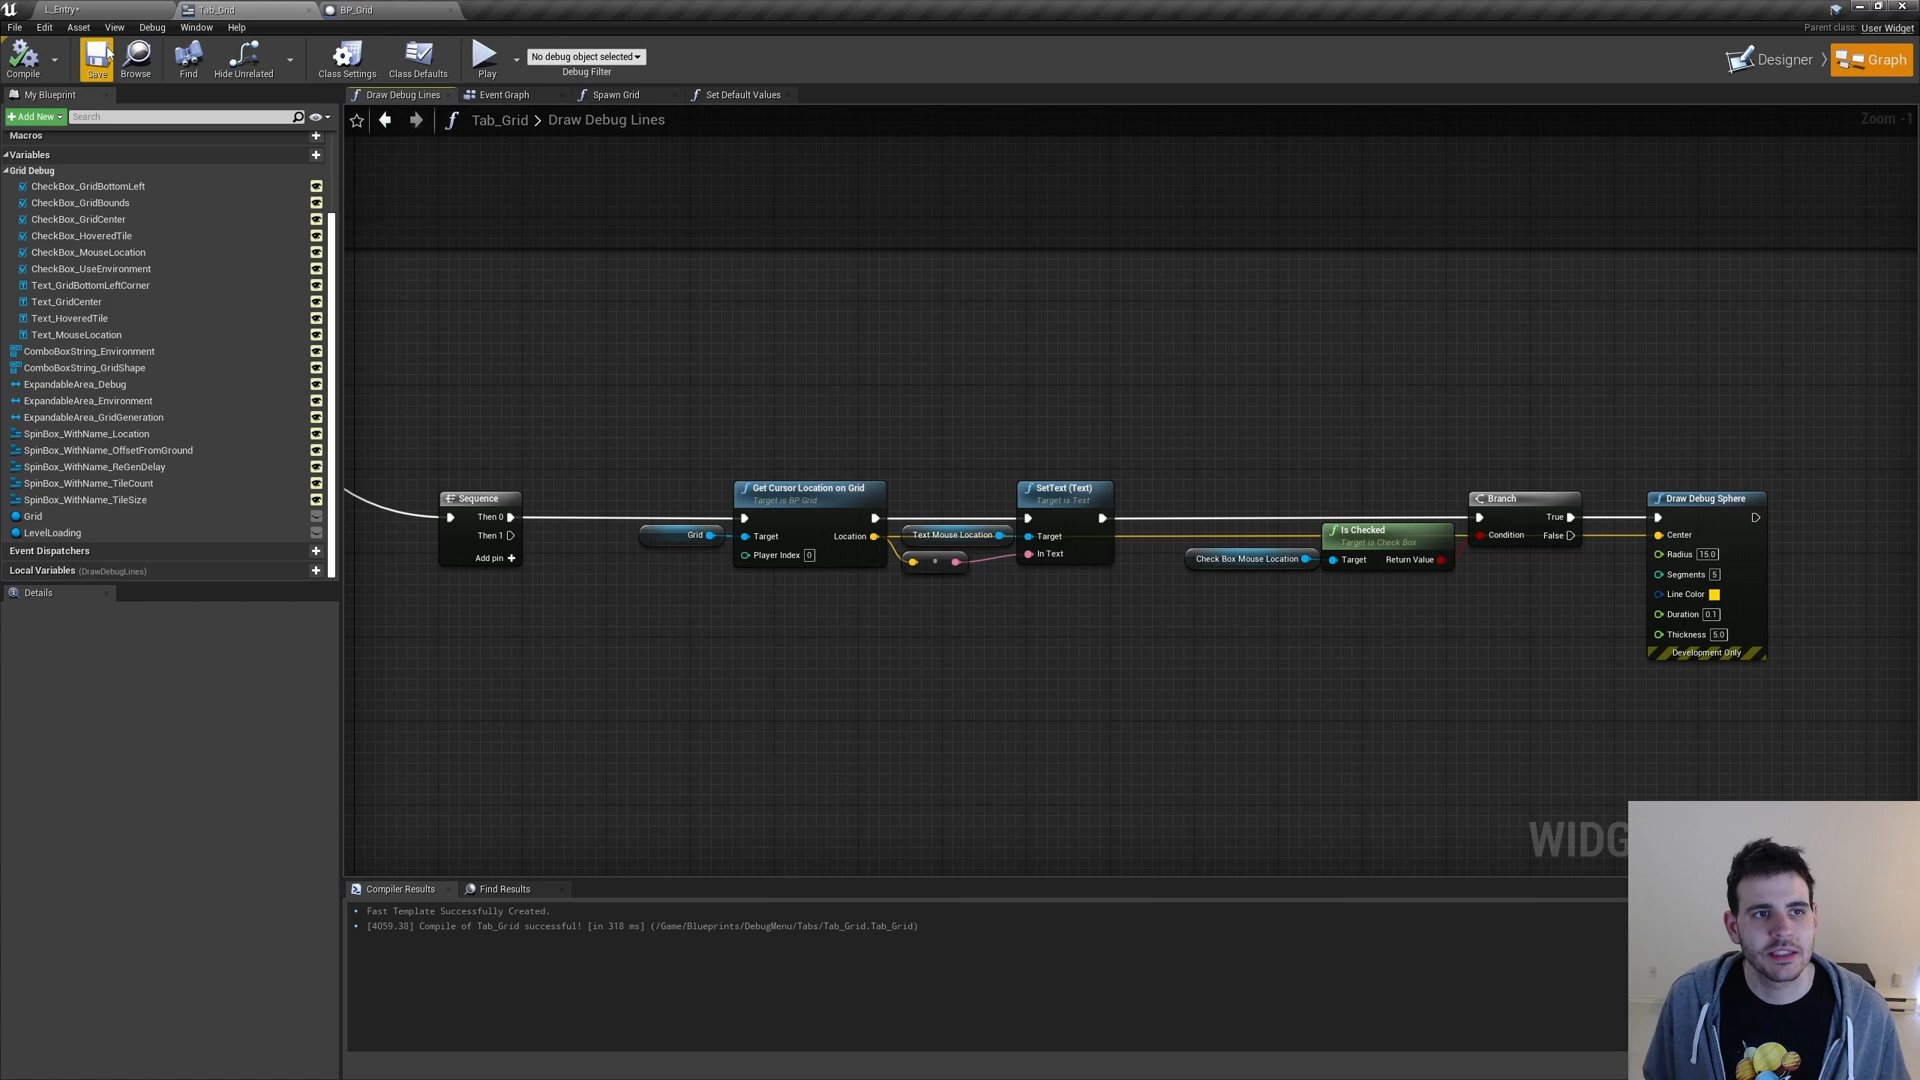 L_Entry*
Tab_Grid
BP_Grid
File Edit Asset View Debug Window Help
Parent class: User Widget
Compile
Save
Browse
Find
Hide Unrelated
Class Settings
Class Defaults
Play
No debug object selected
Debug Filter
Designer
Graph
My Blueprint
Add New
Search
Macros
Variables
Grid Debug
CheckBox_GridBottomLeft
CheckBox_GridBounds
CheckBox_GridCenter
CheckBox_HoveredTile
CheckBox_MouseLocation
CheckBox_UseEnvironment
Text_GridBottomLeftCorner
Text_GridCenter
Text_HoveredTile
Text_MouseLocation
ComboBoxString_Environment
ComboBoxString_GridShape
ExpandableArea_Debug
ExpandableArea_Environment
ExpandableArea_GridGeneration
SpinBox_WithName_Location
SpinBox_WithName_OffsetFromGround
SpinBox_WithName_ReGenDelay
SpinBox_WithName_TileCount
SpinBox_WithName_TileSize
Grid
LevelLoading
Event Dispatchers
Local Variables (DrawDebugLines)
Details
Draw Debug Lines
Event Graph
Spawn Grid
Set Default Values
Tab_Grid > Draw Debug Lines
Zoom -1
Sequence
Then 0
Then 1
Add pin
Grid
Get Cursor Location on Grid
Target is BP Grid
Target
Location
Player Index 0
Text Mouse Location
SetText (Text)
Target is Text
Target
In Text
Check Box Mouse Location
Is Checked
Target is Check Box
Target
Return Value
Branch
True
Condition
False
Draw Debug Sphere
Center
Radius 15.0
Segments 5
Line Color
Duration 0.1
Thickness 5.0
Development Only
WIDG
Compiler Results
Find Results
Fast Template Successfully Created.
[4059.38] Compile of Tab_Grid successful! [in 318 ms] (/Game/Blueprints/DebugMenu/Tabs/Tab_Grid.Tab_Grid)